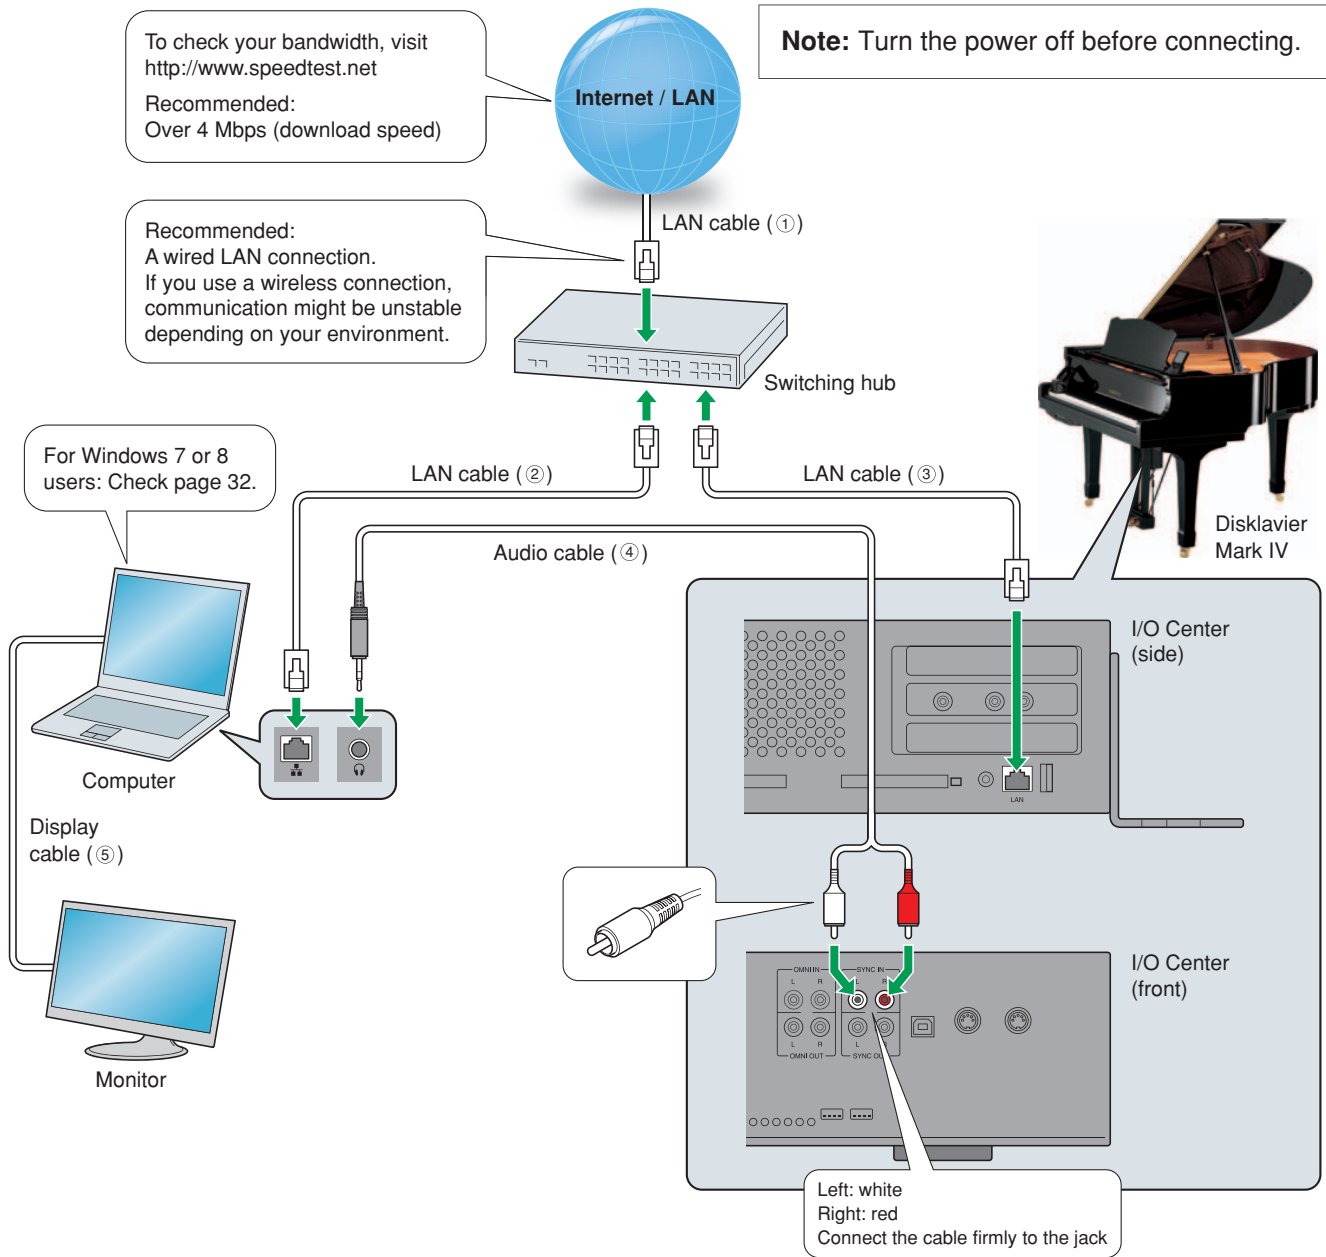 To check your bandwidth, visit
http://www.speedtest.net
Recommended:
Over 4 Mbps (download speed)
Note: Turn the power off before connecting.
Internet / LAN
LAN cable (①)
Recommended:
A wired LAN connection.
If you use a wireless connection,
communication might be unstable
depending on your environment.
Switching hub
For Windows 7 or 8
users: Check page 32.
LAN cable (②)
LAN cable (③)
Audio cable (④)
Disklavier
Mark IV
I/O Center
(side)
LAN
Computer
Display
cable (⑤)
Monitor
I/O Center
(front)
OMNI IN
SYNC IN
L R L R
L R L R
OMNI OUT
SYNC OUT
Left: white
Right: red
Connect the cable firmly to the jack